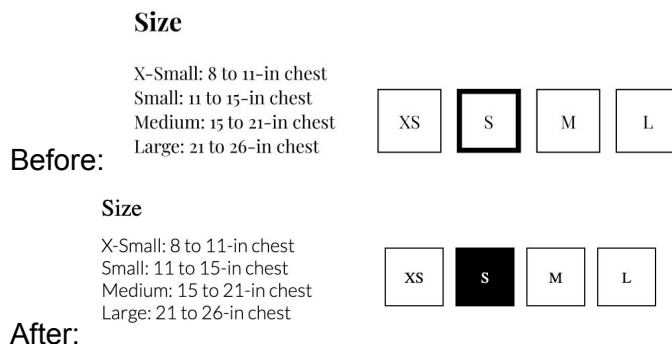 Size
X-Small: 8 to 11-in chest
Small: 11 to 15-in chest
Medium: 15 to 21-in chest
Large: 21 to 26-in chest
XS S M L
Before:
Size
X-Small: 8 to 11-in chest
Small: 11 to 15-in chest
Medium: 15 to 21-in chest
Large: 21 to 26-in chest
XS S M L
After: